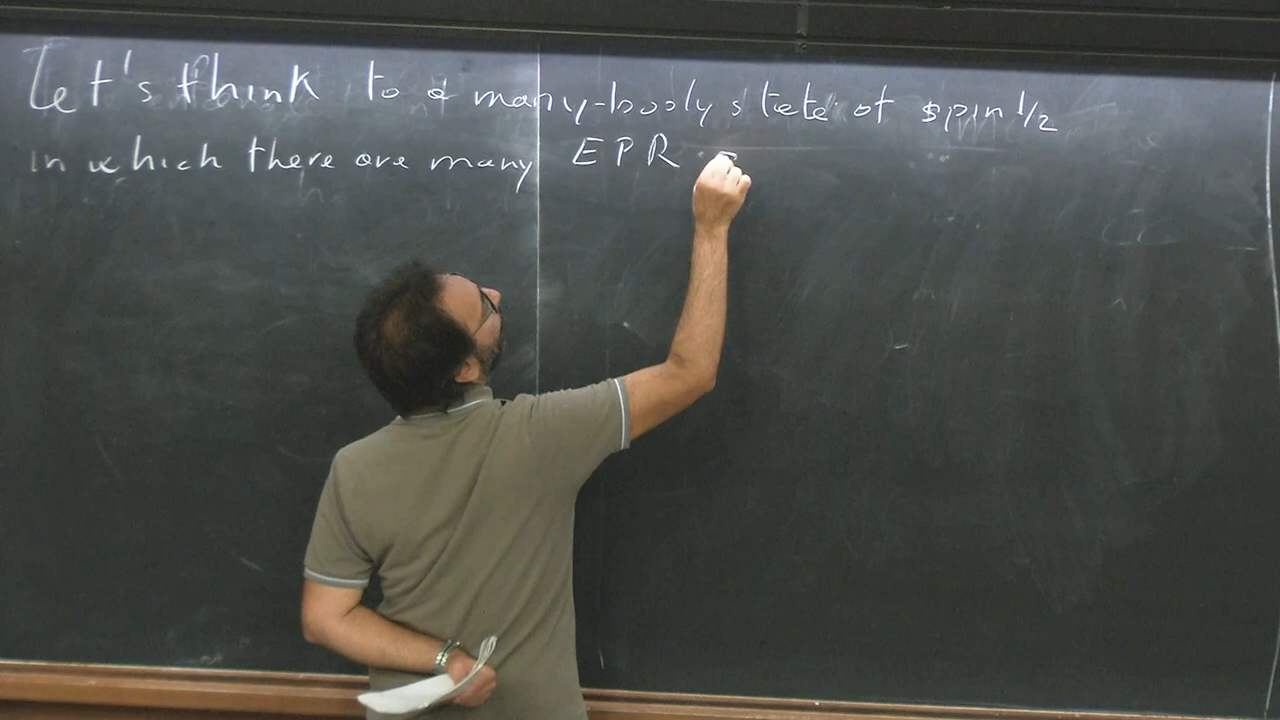 Let's think to a many-body state of spin 1/2
in which there are many EPR